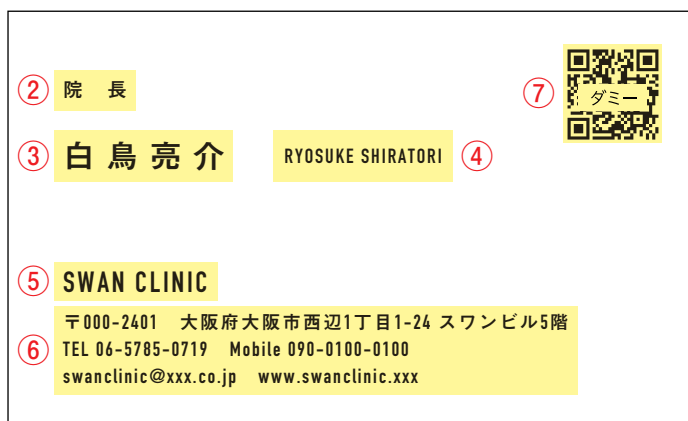 ② 院 長
⑦ ダミー
③ 白鳥亮介 RYOSUKE SHIRATORI ④
⑤ SWAN CLINIC
〒000-2401 大阪府大阪市西辺1丁目1-24 スワンビル5階
⑥ TEL 06-5785-0719 Mobile 090-0100-0100
swanclinic@xxx.co.jp www.swanclinic.xxx